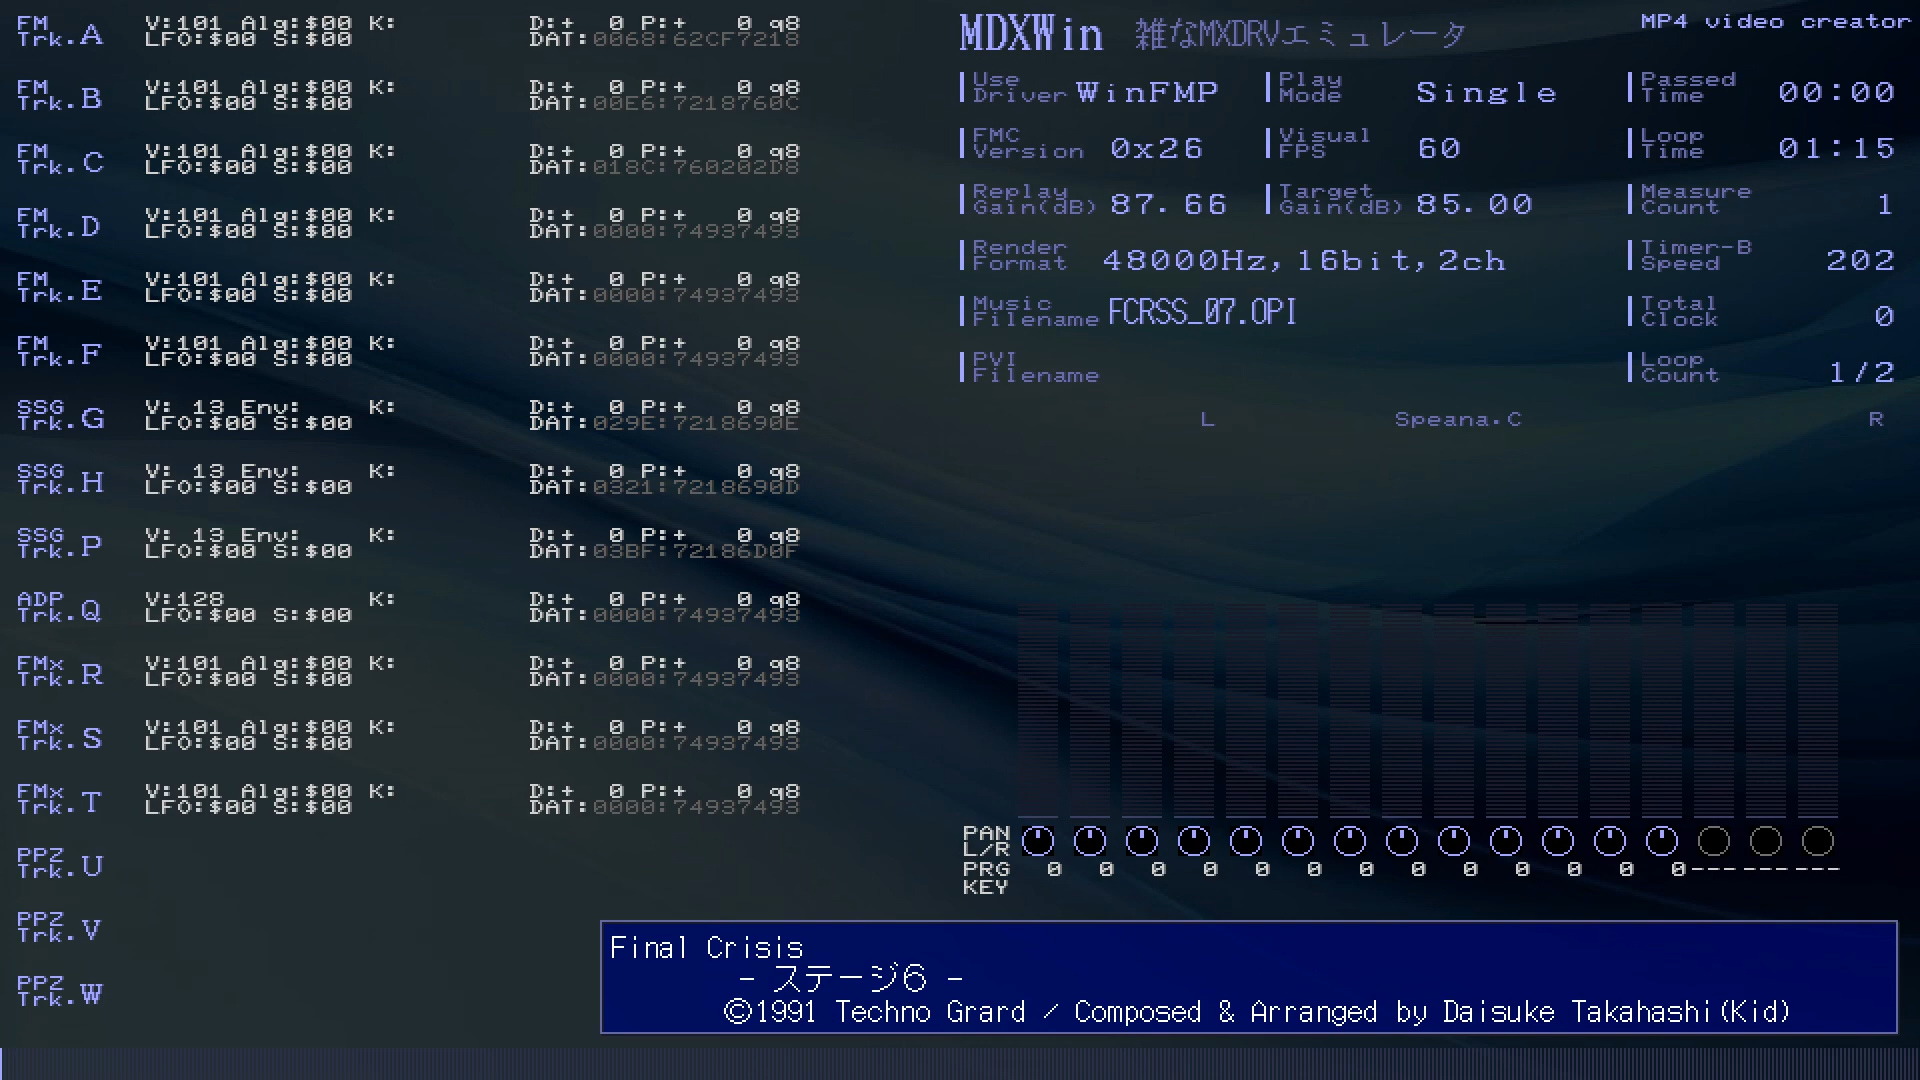 FM Trk.A V:101 Alg:$00 K: D:+ 0 P:+ 0 q8
LFO:$00 S:$00 DAT:0068:62CF7218
FM Trk.B V:101 Alg:$00 K: D:+ 0 P:+ 0 q8
LFO:$00 S:$00 DAT:00E6:7218760C
FM Trk.C V:101 Alg:$00 K: D:+ 0 P:+ 0 q8
LFO:$00 S:$00 DAT:018C:760202D8
FM Trk.D V:101 Alg:$00 K: D:+ 0 P:+ 0 q8
LFO:$00 S:$00 DAT:0000:74937493
FM Trk.E V:101 Alg:$00 K: D:+ 0 P:+ 0 q8
LFO:$00 S:$00 DAT:0000:74937493
FM Trk.F V:101 Alg:$00 K: D:+ 0 P:+ 0 q8
LFO:$00 S:$00 DAT:0000:74937493
SSG Trk.G V: 13 Env: K: D:+ 0 P:+ 0 q8
LFO:$00 S:$00 DAT:029E:7218690E
SSG Trk.H V: 13 Env: K: D:+ 0 P:+ 0 q8
LFO:$00 S:$00 DAT:0321:7218690D
SSG Trk.P V: 13 Env: K: D:+ 0 P:+ 0 q8
LFO:$00 S:$00 DAT:03BF:72186D0F
ADP Trk.Q V:128 K: D:+ 0 P:+ 0 q8
LFO:$00 S:$00 DAT:0000:74937493
FMx Trk.R V:101 Alg:$00 K: D:+ 0 P:+ 0 q8
LFO:$00 S:$00 DAT:0000:74937493
FMx Trk.S V:101 Alg:$00 K: D:+ 0 P:+ 0 q8
LFO:$00 S:$00 DAT:0000:74937493
FMx Trk.T V:101 Alg:$00 K: D:+ 0 P:+ 0 q8
LFO:$00 S:$00 DAT:0000:74937493
PPZ Trk.U
PPZ Trk.V
PPZ Trk.W
MDXWin 雑なMXDRVエミュレータ MP4 video creator
Use Driver WinFMP Play Mode Single Passed Time 00:00
FMC Version 0x26 Visual FPS 60 Loop Time 01:15
Replay Gain(dB) 87.66 Target Gain(dB) 85.00 Measure Count 1
Render Format 48000Hz,16bit,2ch Timer-B Speed 202
Music Filename FCRSS_07.OPI Total Clock 0
PVI Filename Loop Count 1/2
L Speana.C R
PAN
L/R
PRG 0 0 0 0 0 0 0 0 0 0 0 0 0 --- --- ---
KEY
Final Crisis
- ステージ6 -
©1991 Techno Grard / Composed & Arranged by Daisuke Takahashi(Kid)